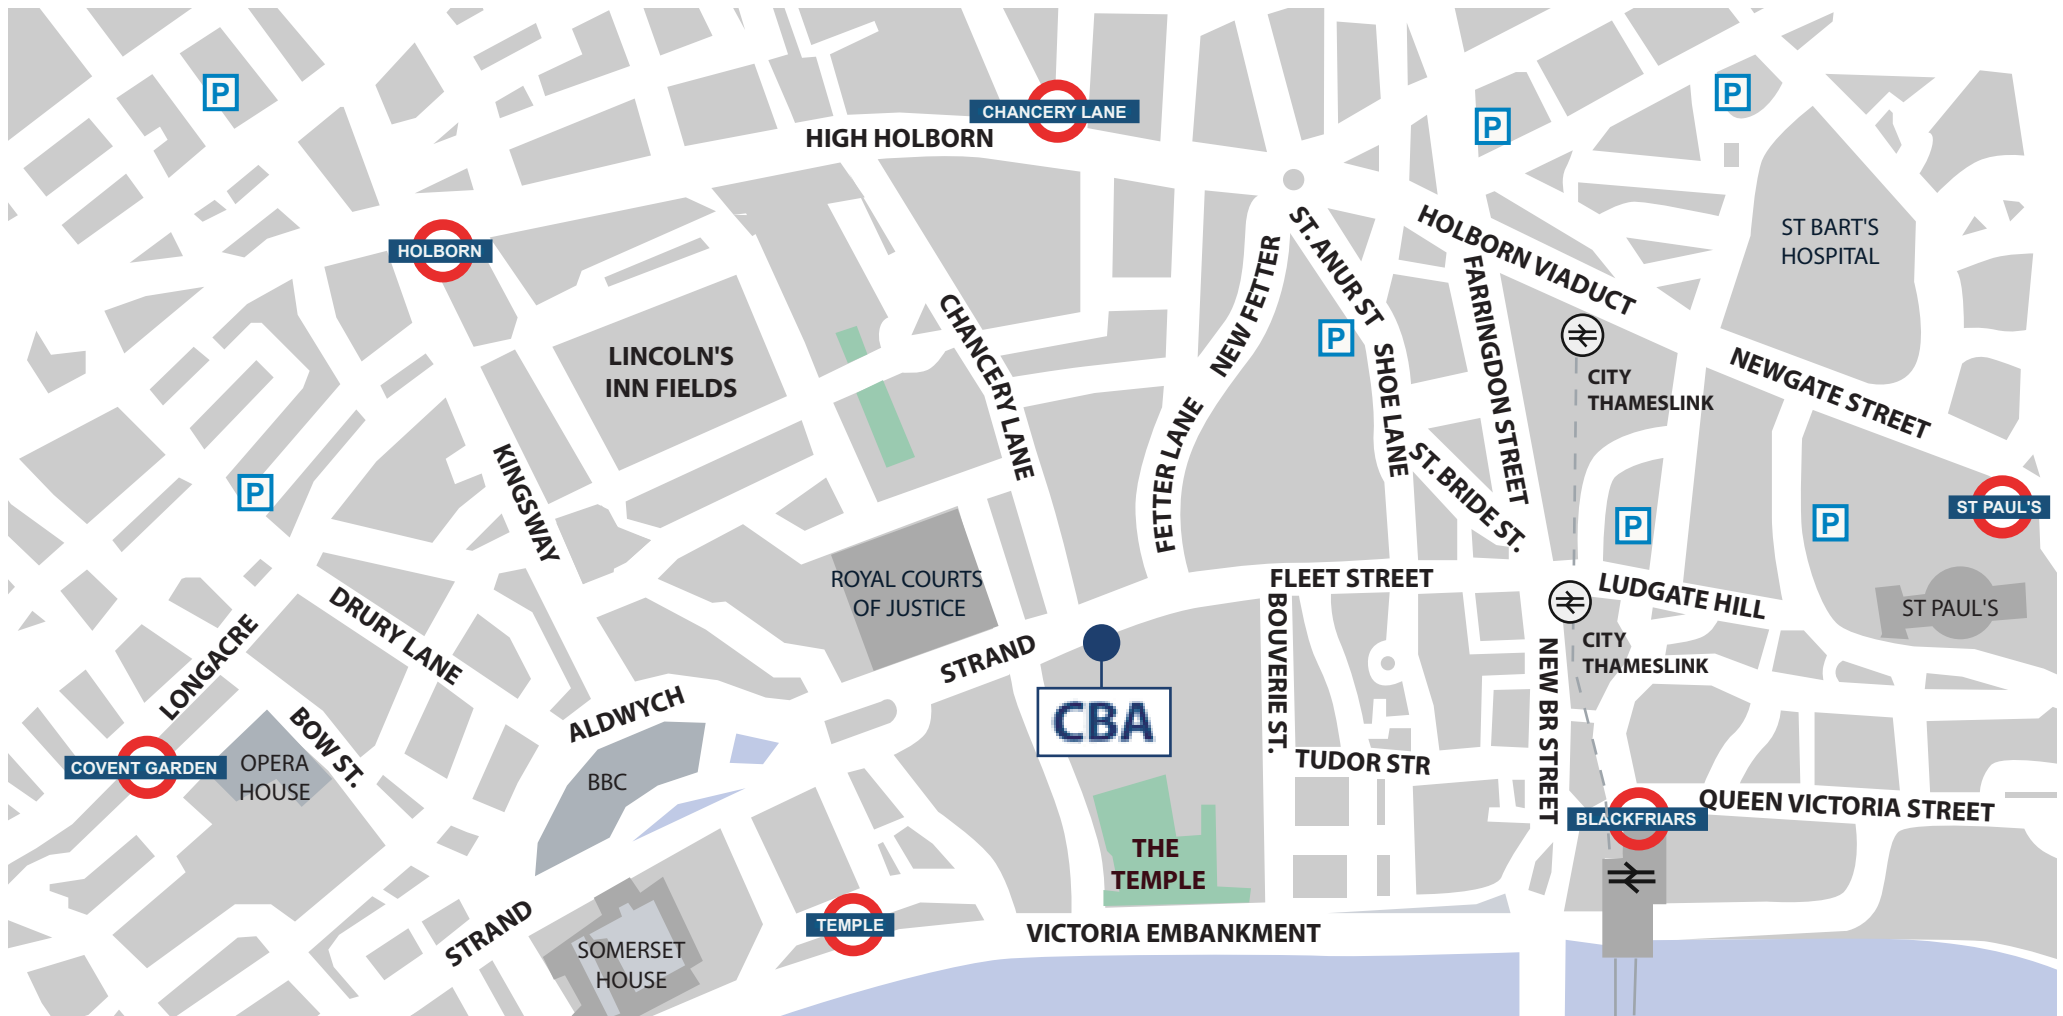 P
P
CHANCERY LANE
P
HIGH HOLBORN
HOLBORN
ST BART'S
HOSPITAL
HOLBORN VIADUCT
ST. ANUR ST
NEW FETTER
FARRINGDON STREET
P
LINCOLN'S
INN FIELDS
CHANCERY LANE
SHOE LANE
CITY
THAMESLINK
NEWGATE STREET
FETTER LANE
KINGSWAY
P
ST. BRIDE ST.
P
P
ST PAUL'S
ROYAL COURTS
OF JUSTICE
FLEET STREET
LUDGATE HILL
ST PAUL'S
DRURY LANE
LONGACRE
STRAND
BOUVERIE ST.
CITY
THAMESLINK
NEW BR STREET
ALDWYCH
BOW ST.
CBA
COVENT GARDEN
OPERA
HOUSE
BBC
TUDOR STR
QUEEN VICTORIA STREET
BLACKFRIARS
THE
TEMPLE
STRAND
TEMPLE
VICTORIA EMBANKMENT
SOMERSET
HOUSE